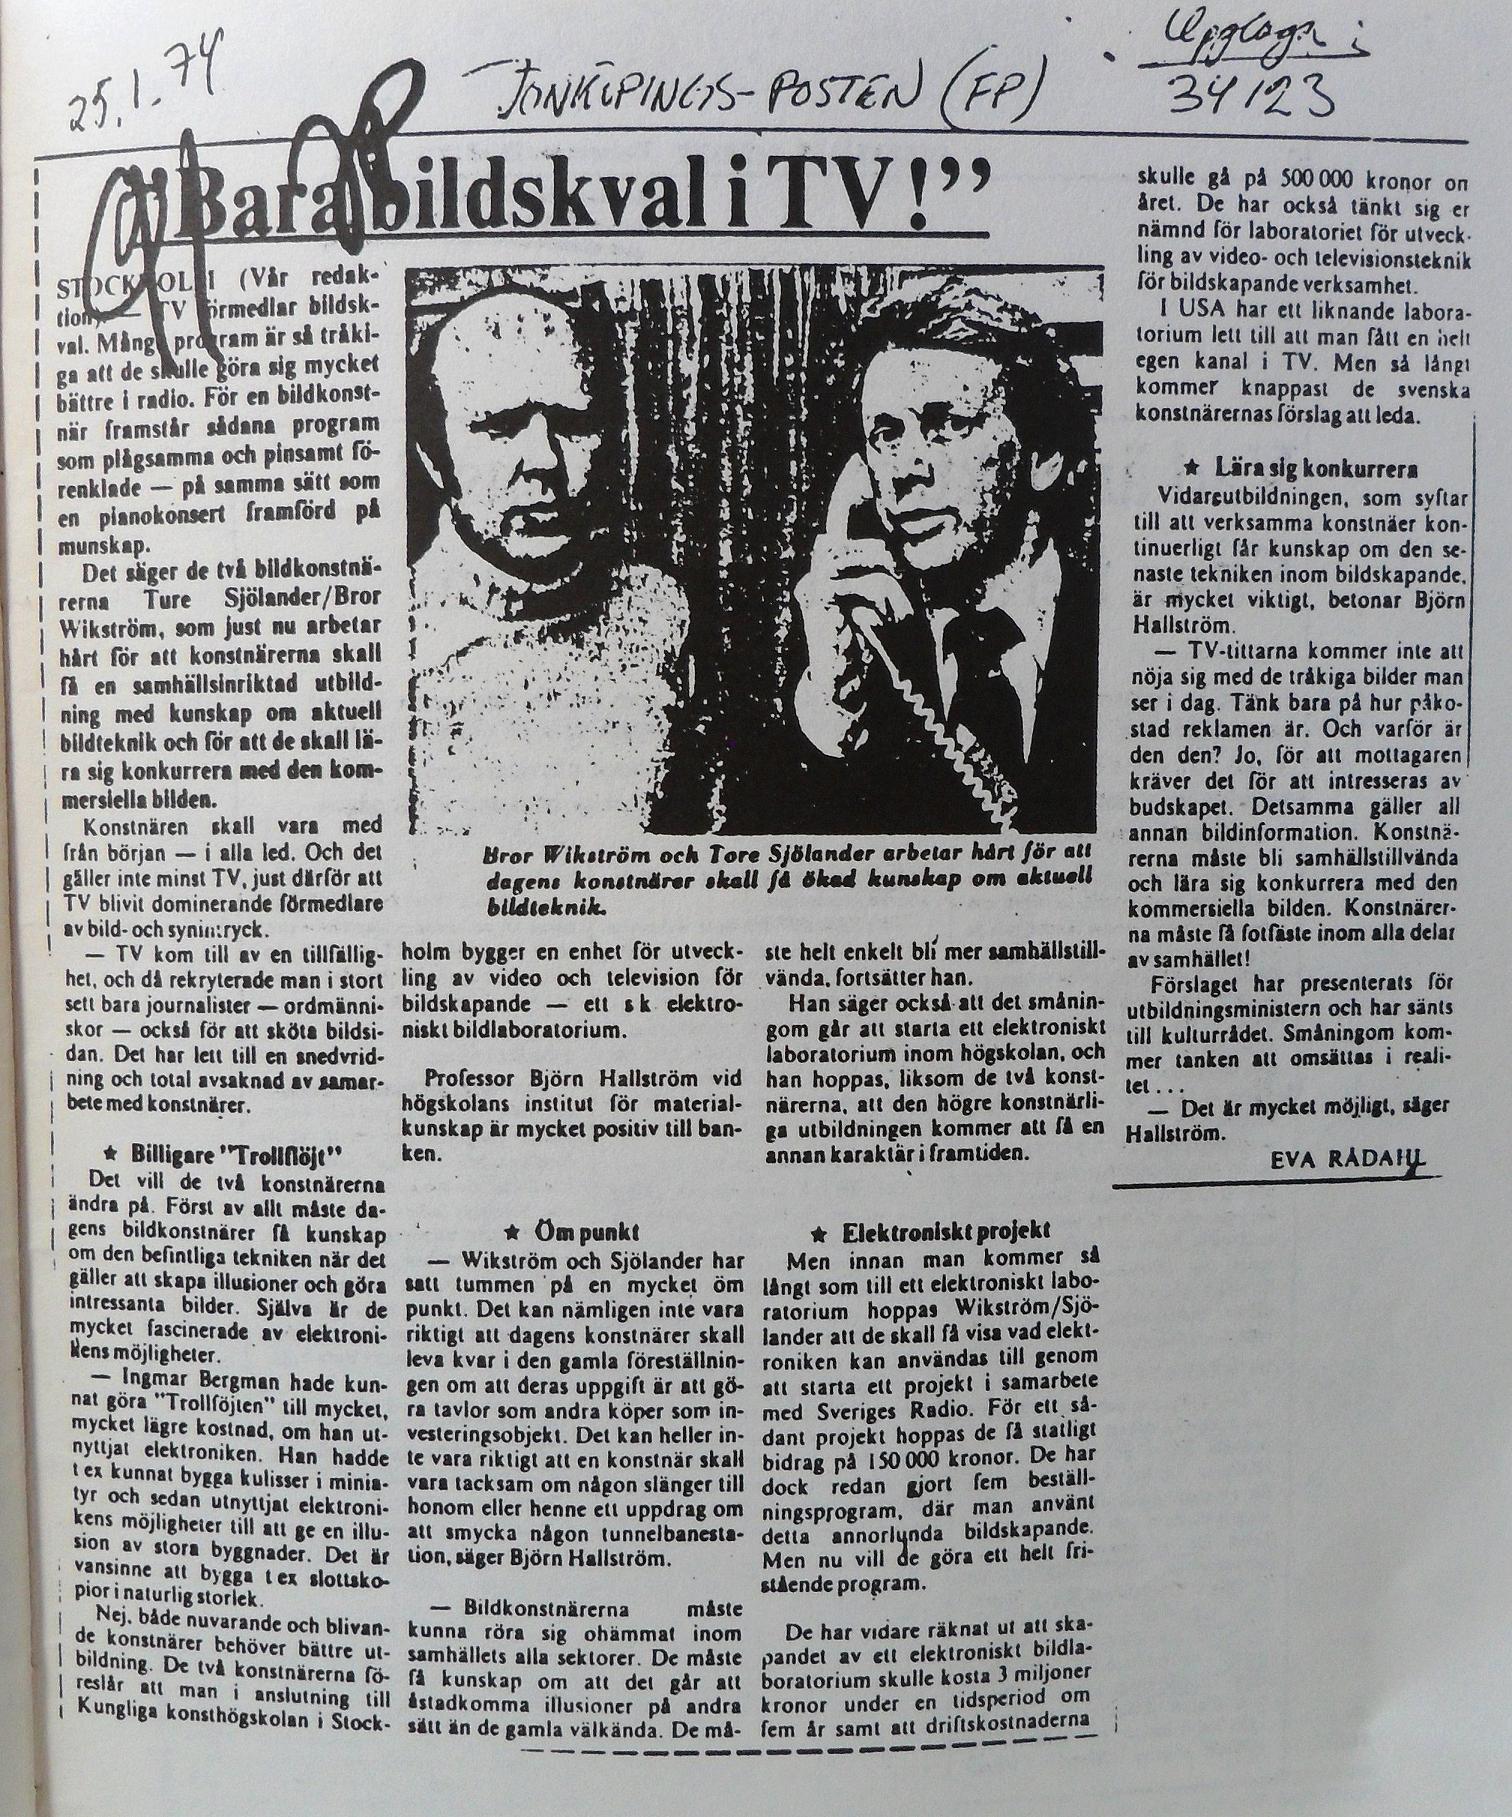 25.1.74
JÖNKÖPINGS-POSTEN (FP)
34123
"Bara bildskval i TV!"
STOCKHOLM (Vår redak-
tion) — TV förmedlar bildsk-
val. Många program är så tråki-
ga att de skulle göra sig mycket
bättre i radio. För en bildkonst-
när framstår sådana program
som plågsamma och pinsamt fö-
renklade — på samma sätt som
en pianokonsert framförd på
munskap.
Det säger de två bildkonstnä-
rerna Ture Sjölander/Bror
Wikström, som just nu arbetar
hårt för att konstnärerna skall
få en samhällsinriktad utbild-
ning med kunskap om aktuell
bildteknik och för att de skall lä-
ra sig konkurrera med den kom-
mersiella bilden.
Konstnären skall vara med
från början — i alla led. Och det
gäller inte minst TV, just därför att
TV blivit dominerande förmedlare
av bild- och synintryck.
— TV kom till av en tillfällig-
het, och då rekryterade man i stort
sett bara journalister — ordmänni-
skor — också för att sköta bildsi-
dan. Det har lett till en snedvrid-
ning och total avsaknad av samar-
bete med konstnärer.
★ Billigare "Trollflöjt"
Det vill de två konstnärerna
ändra på. Först av allt måste da-
gens bildkonstnärer få kunskap
om den befintliga tekniken när det
gäller att skapa illusioner och göra
intressanta bilder. Själva är de
mycket fascinerade av elektroni-
kens möjligheter.
— Ingmar Bergman hade kun-
nat göra "Trollföjten" till mycket,
mycket lägre kostnad, om han ut-
nyttjat elektroniken. Han hadde
t ex kunnat bygga kulisser i minia-
tyr och sedan utnyttjat elektroni-
kens möjligheter till att ge en illu-
sion av stora byggnader. Det är
vansinne att bygga t ex slottsko-
pior i naturlig storlek.
Nej, både nuvarande och blivan-
de konstnärer behöver bättre ut-
bildning. De två konstnärerna fö-
reslår att man i anslutning till
Kungliga konsthögskolan i Stock-
Bror Wikström och Tore Sjölander arbetar hårt för att
dagens konstnärer skall få ökad kunskap om aktuell
bildteknik.
holm bygger en enhet för utveck-
ling av video och television för
bildskapande — ett s k elektro-
niskt bildlaboratorium.
Professor Björn Hallström vid
högskolans institut för material-
kunskap är mycket positiv till ban-
ken.
★ Öm punkt
— Wikström och Sjölander har
satt tummen på en mycket öm
punkt. Det kan nämligen inte vara
riktigt att dagens konstnärer skall
leva kvar i den gamla föreställnin-
gen om att deras uppgift är att gö-
ra tavlor som andra köper som in-
vesteringsobjekt. Det kan heller in-
te vara riktigt att en konstnär skall
vara tacksam om någon slänger till
honom eller henne ett uppdrag om
att smycka någon tunnelbanesta-
tion, säger Björn Hallström.
— Bildkonstnärerna måste
kunna röra sig ohämmat inom
samhällets alla sektorer. De måste
få kunskap om att det går att
åstadkomma illusioner på andra
sätt än de gamla välkända. De må-
ste helt enkelt bli mer samhällstill-
vända, fortsätter han.
Han säger också att det småni­n-
gom går att starta ett elektroniskt
laboratorium inom högskolan, och
han hoppas, liksom de två konst-
närerna, att den högre konstnärli-
ga utbildningen kommer att få en
annan karaktär i framtiden.
★ Elektroniskt projekt
Men innan man kommer så
långt som till ett elektroniskt labo-
ratorium hoppas Wikström/Sjö-
lander att de skall få visa vad elekt-
roniken kan användas till genom
att starta ett projekt i samarbete
med Sveriges Radio. För ett så-
dant projekt hoppas de få statligt
bidrag på 150 000 kronor. De har
dock redan gjort fem beställ-
ningsprogram, där man använt
detta annorlunda bildskapande.
Men nu vill de göra ett helt fri-
stående program.
De har vidare räknat ut att ska-
pandet av ett elektroniskt bildla-
boratorium skulle kosta 3 miljoner
kronor under en tidsperiod om
fem år samt att driftskostnaderna
skulle gå på 500 000 kronor on
året. De har också tänkt sig er
nämnd för laboratoriet för utveck-
ling av video- och televisionsteknik
för bildskapande verksamhet.
I USA har ett liknande labora-
torium lett till att man fått en helt
egen kanal i TV. Men så långt
kommer knappast de svenska
konstnärernas förslag att leda.
★ Lära sig konkurrera
Vidareutbildningen, som syftar
till att verksamma konstnäer kon-
tinuerligt får kunskap om den se-
naste tekniken inom bildskapande,
är mycket viktigt, betonar Björn
Hallström.
— TV-tittarna kommer inte att
nöja sig med de tråkiga bilder man
ser i dag. Tänk bara på hur påko-
stad reklamen är. Och varför är
den den? Jo, för att mottagaren
kräver det för att intresseras av
budskapet. Detsamma gäller all
annan bildinformation. Konstnä-
rerna måste bli samhällstillvända
och lära sig konkurrera med den
kommersiella bilden. Konstnärer-
na måste få fotfäste inom alla delar
av samhället!
Förslaget har presenterats för
utbildningsministern och har sänts
till kulturrådet. Småningom kom-
mer tanken att omsättas i reali-
tet . . .
— Det är mycket möjligt, säger
Hallström.
EVA RÅDAHL